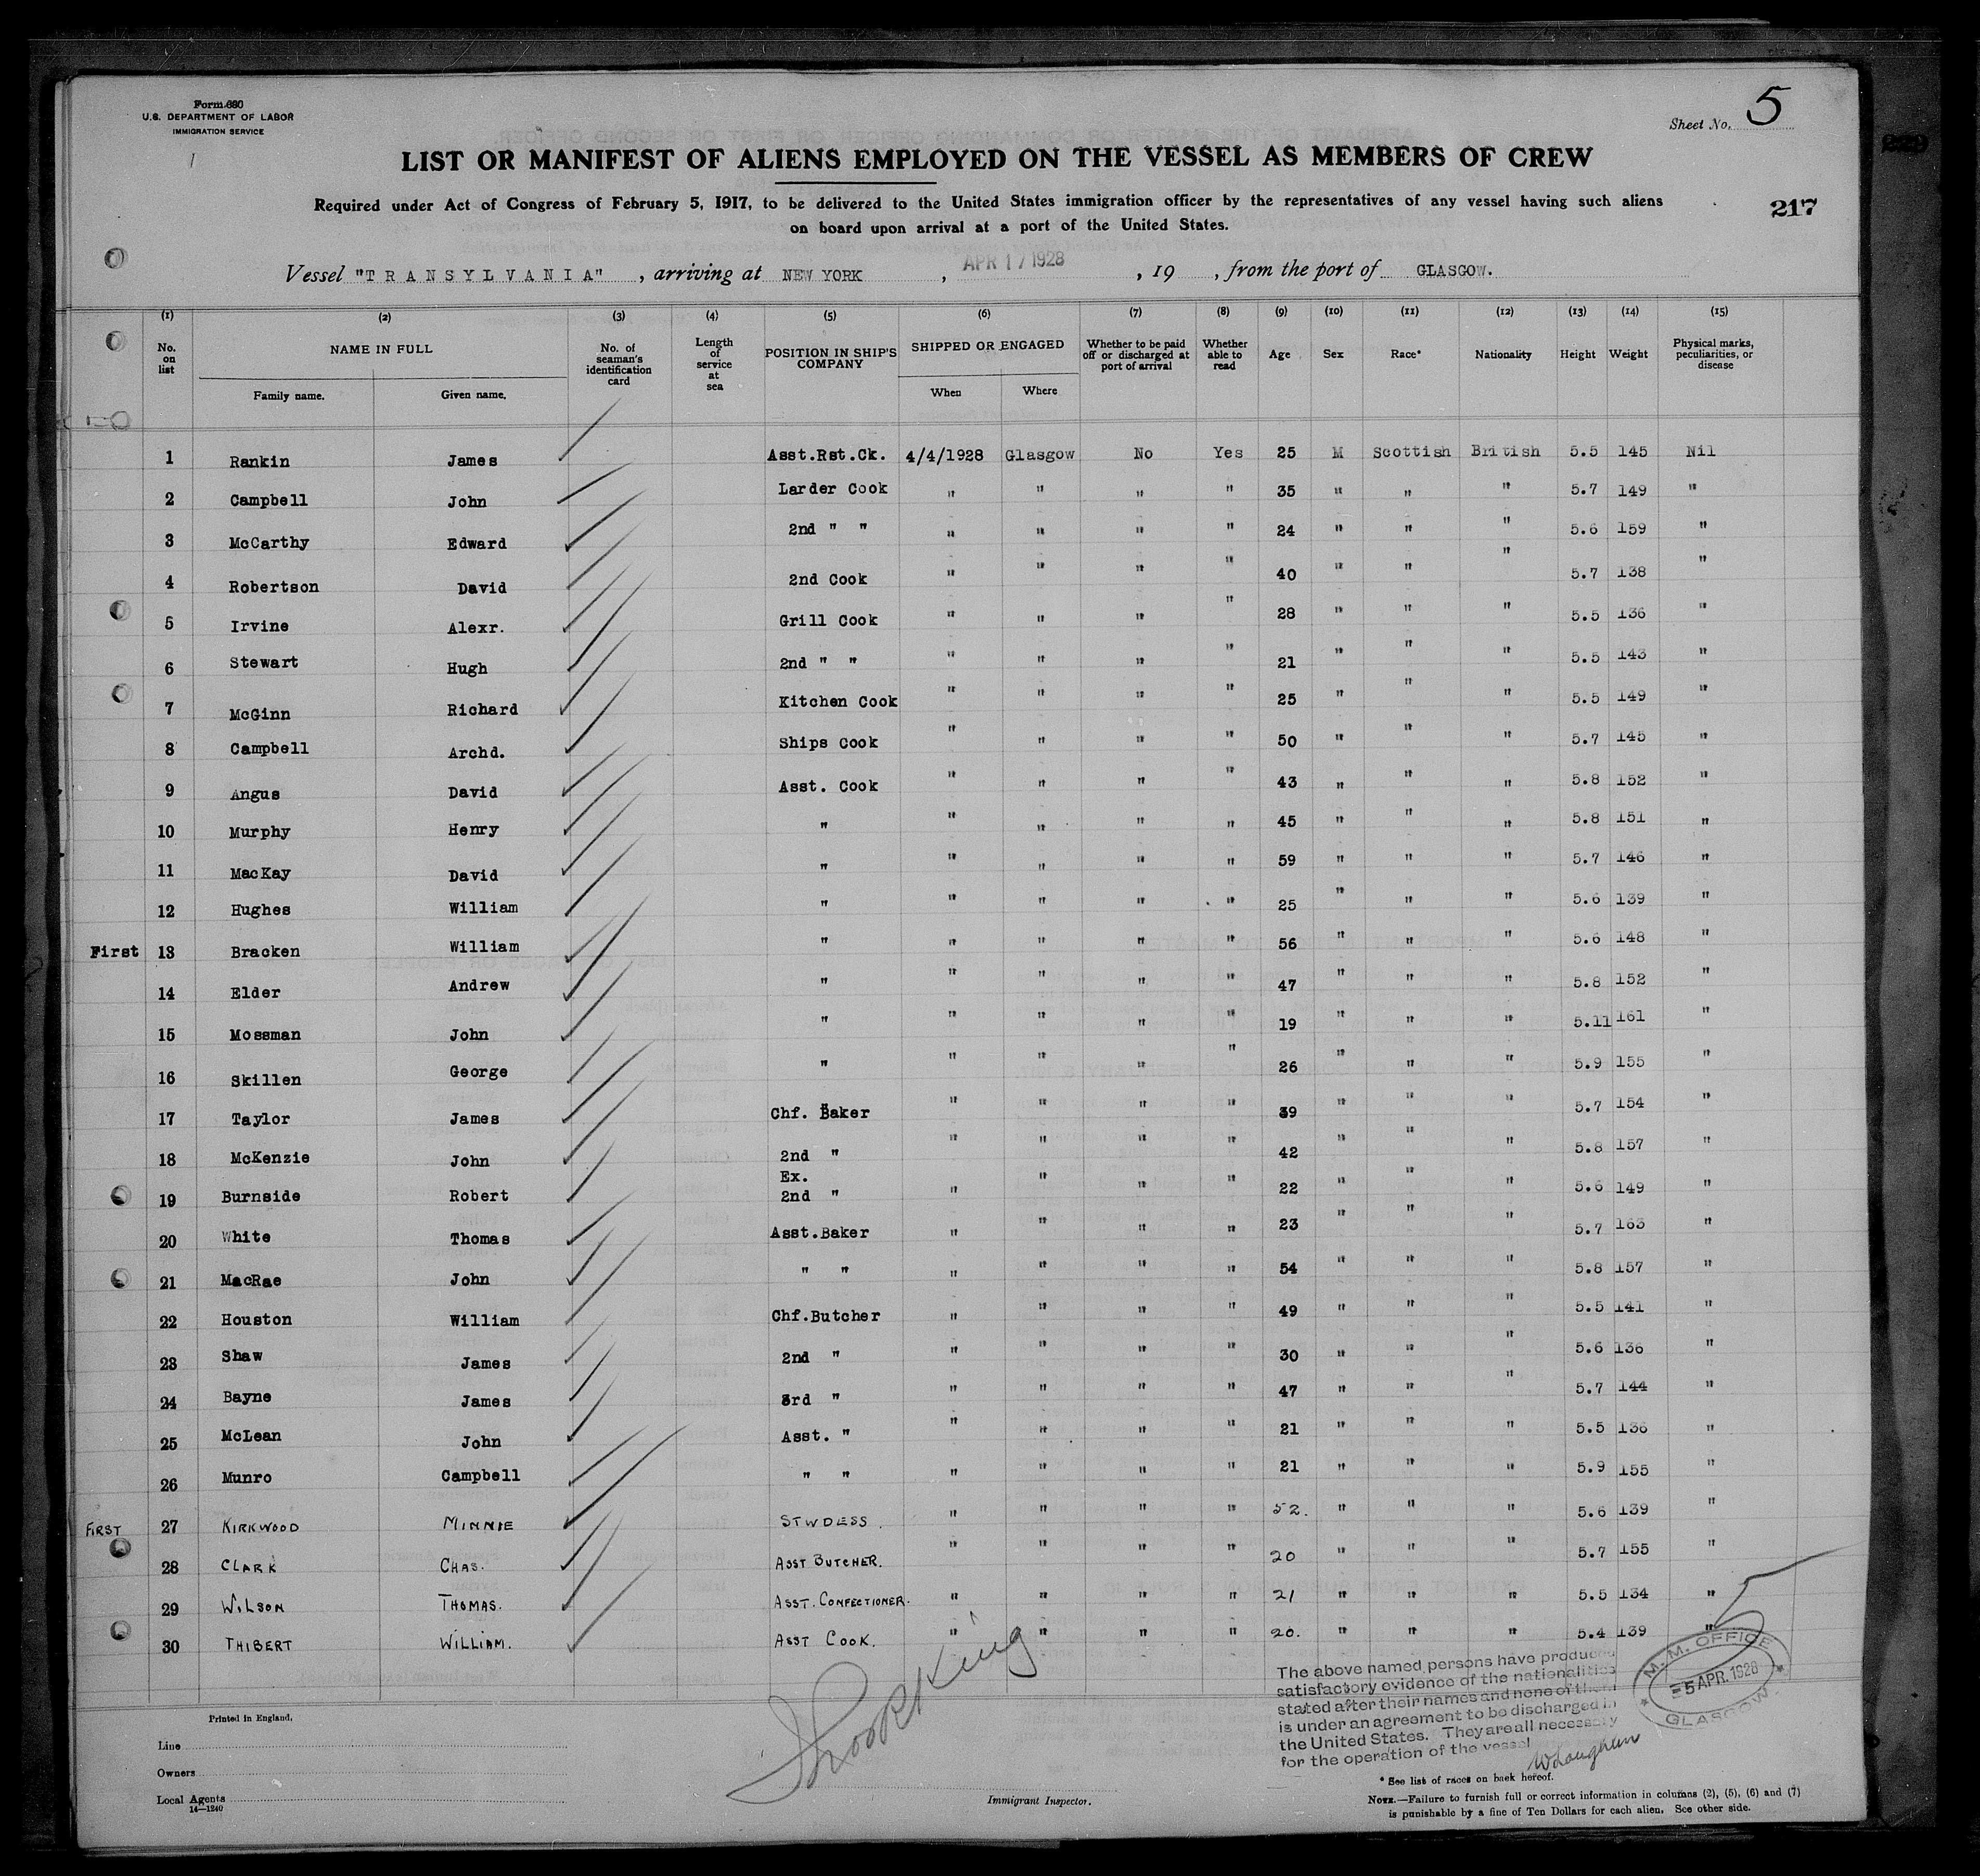 Form 680
U.S. DEPARTMENT OF LABOR
IMMIGRATION SERVICE
Sheet No. 5
LIST OR MANIFEST OF ALIENS EMPLOYED ON THE VESSEL AS MEMBERS OF CREW
Required under Act of Congress of February 5, 1917, to be delivered to the United States immigration officer by the representatives of any vessel having such aliens
on board upon arrival at a port of the United States.
217
Vessel "TRANSYLVANIA", arriving at NEW YORK, APR 17 1928, 19 , from the port of GLASGOW.
(1) (2) (3) (4) (5) (6) (7) (8) (9) (10) (11) (12) (13) (14) (15)
No. on list NAME IN FULL Family name. Given name. No. of seaman's identification card Length of service at sea POSITION IN SHIP'S COMPANY SHIPPED OR ENGAGED When Where Whether to be paid off or discharged at port of arrival Whether able to read Age Sex Race* Nationality Height Weight Physical marks, peculiarities, or disease
1 Rankin James Asst.Rst.Ck. 4/4/1928 Glasgow No Yes 25 M Scottish British 5.5 145 Nil
2 Campbell John Larder Cook " " " " 35 " " " 5.7 149 "
3 McCarthy Edward 2nd " " " " " " 24 " " " 5.6 159 "
4 Robertson David 2nd Cook " " " " 40 " " " 5.7 138 "
5 Irvine Alexr. Grill Cook " " " " 28 " " " 5.5 136 "
6 Stewart Hugh 2nd " " " " " " 21 " " " 5.5 143 "
7 McGinn Richard Kitchen Cook " " " " 25 " " " 5.5 149 "
8 Campbell Archd. Ships Cook " " " " 50 " " " 5.7 145 "
9 Angus David Asst. Cook " " " " 43 " " " 5.8 152 "
10 Murphy Henry " " " " " 45 " " " 5.8 151 "
11 MacKay David " " " " " 59 " " " 5.7 146 "
12 Hughes William " " " " " 25 " " " 5.6 139 "
First 13 Bracken William " " " " " 56 " " " 5.6 148 "
14 Elder Andrew " " " " " 47 " " " 5.8 152 "
15 Mossman John " " " " " 19 " " " 5.11 161 "
16 Skillen George " " " " " 26 " " " 5.9 155 "
17 Taylor James Chf. Baker " " " " 39 " " " 5.7 154 "
18 McKenzie John 2nd " " " " " 42 " " " 5.8 157 "
19 Burnside Robert Ex. 2nd " " " " " 22 " " " 5.6 149 "
20 White Thomas Asst.Baker " " " " 23 " " " 5.7 163 "
21 MacRae John " " " " " " 54 " " " 5.8 157 "
22 Houston William Chf.Butcher " " " " 49 " " " 5.5 141 "
23 Shaw James 2nd " " " " " 30 " " " 5.6 136 "
24 Bayne James 3rd " " " " " 47 " " " 5.7 144 "
25 McLean John Asst. " " " " " 21 " " " 5.5 136 "
26 Munro Campbell " " " " " " 21 " " " 5.9 155 "
FIRST 27 KIRKWOOD MINNIE STWDESS. " " " " 52. " " " 5.6 139 "
28 CLARK CHAS. ASST BUTCHER. " " " " 20 " " " 5.7 155 "
29 WILSON THOMAS. ASST. CONFECTIONER. " " " " 21 " " " 5.5 134 "
30 THIBERT WILLIAM. ASST COOK. " " " " 20. " " " 5.4 139 "
The above named persons have produced
satisfactory evidence of the nationalities
stated after their names and none of them
is under an agreement to be discharged in
the United States. They are all necessary
for the operation of the vessel
M. M. OFFICE
5 APR. 1928
GLASGOW
Printed in England.
Line
Owners
Local Agents
14—1240
Immigrant Inspector.
* See list of races on back hereof.
NOTE.—Failure to furnish full or correct information in columns (2), (5), (6) and (7)
is punishable by a fine of Ten Dollars for each alien. See other side.